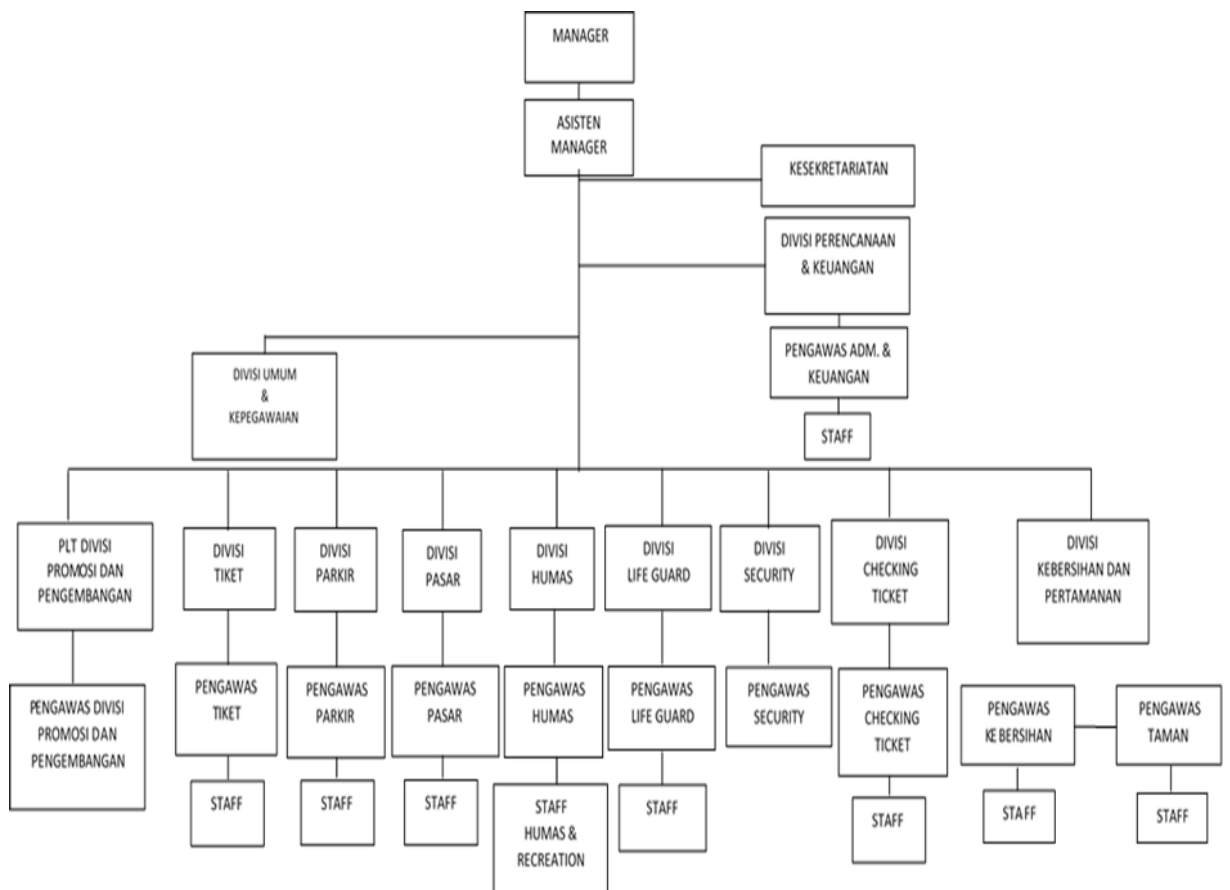 MANAGER
ASISTEN
MANAGER
KESEKRETARIATAN
DIVISI PERENCANAAN
& KEUANGAN
PENGAWAS ADM. &
KEUANGAN
STAFF
DIVISI UMUM
&
KEPEGAWAIAN
PLT DIVISI
PROMOSI DAN
PENGEMBANGAN
DIVISI
TIKET
DIVISI
PARKIR
DIVISI
PASAR
DIVISI
HUMAS
DIVISI
LIFE GUARD
DIVISI
SECURITY
DIVISI
CHECKING
TICKET
DIVISI
KEBERSIHAN DAN
PERTAMANAN
PENGAWAS DIVISI
PROMOSI DAN
PENGEMBANGAN
PENGAWAS
TIKET
PENGAWAS
PARKIR
PENGAWAS
PASAR
PENGAWAS
HUMAS
PENGAWAS
LIFE GUARD
PENGAWAS
SECURITY
PENGAWAS
CHECKING
TICKET
PENGAWAS
KEBERSIHAN
PENGAWAS
TAMAN
STAFF
STAFF
STAFF
STAFF
HUMAS &
RECREATION
STAFF
STAFF
STAFF
STAFF